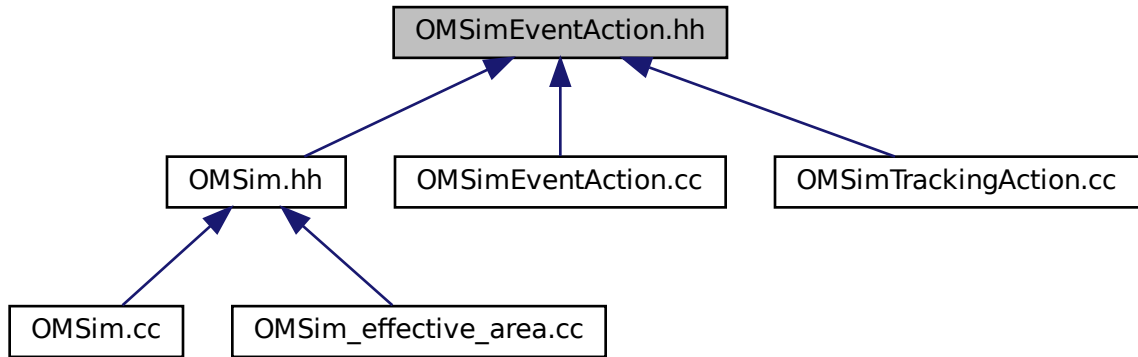 OMSimEventAction.hh
OMSim.hh
OMSimEventAction.cc
OMSimTrackingAction.cc
OMSim.cc
OMSim_effective_area.cc